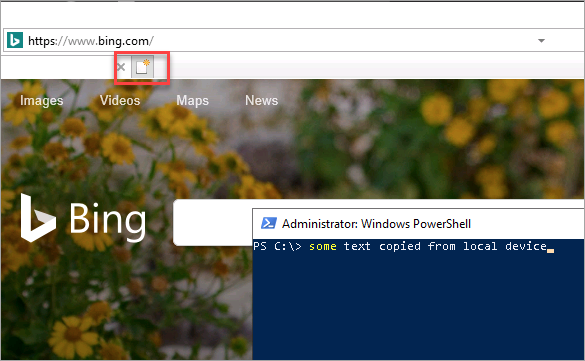 https://www.bing.com/
Images Videos Maps News
Bing
Administrator: Windows PowerShell
PS C:\> some text copied from local device